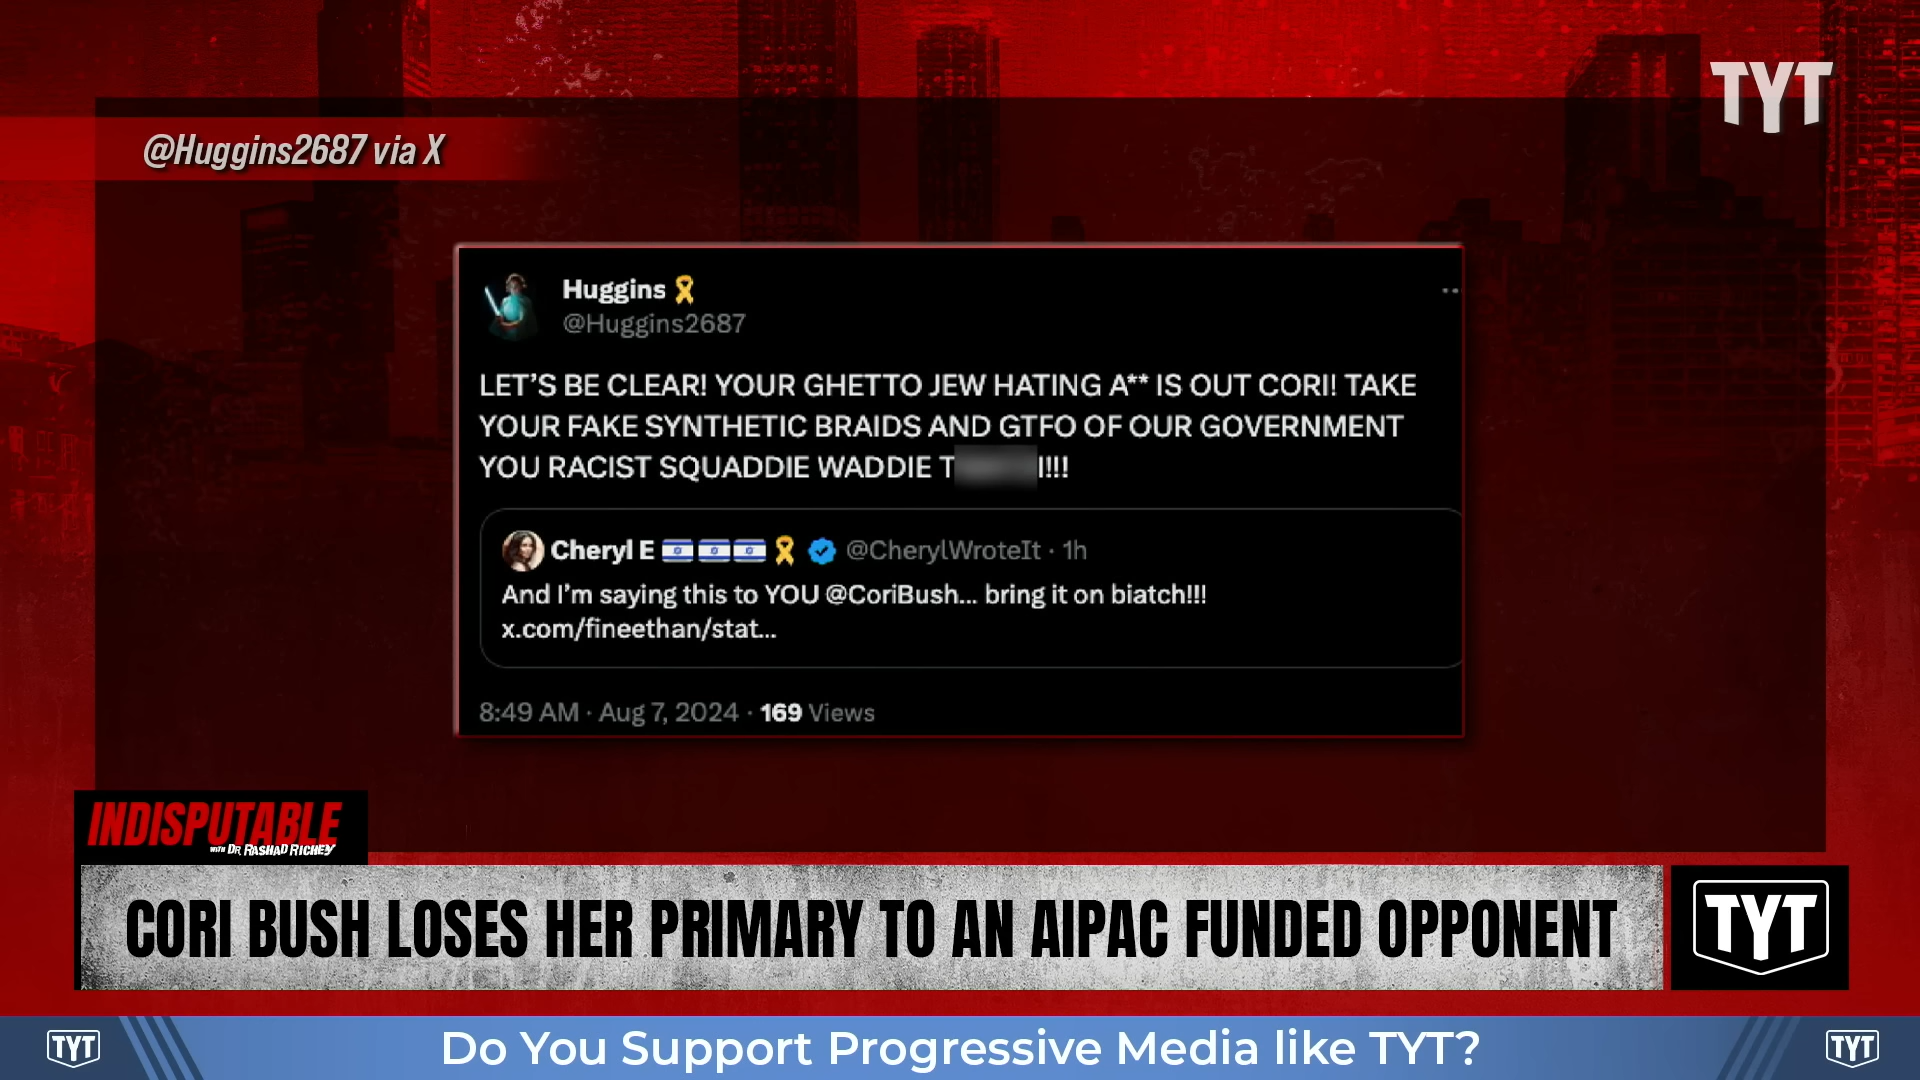 TYT
@Huggins2687 via X
Huggins
@Huggins2687
LET'S BE CLEAR! YOUR GHETTO JEW HATING A** IS OUT CORI! TAKE
YOUR FAKE SYNTHETIC BRAIDS AND GTFO OF OUR GOVERNMENT
YOU RACIST SQUADDIE WADDIE
Cheryl E @CherylWroteIt · 1h
And I'm saying this to YOU @CoriBush... bring it on biatch!!!
x.com/fineethan/stat...
8:49 AM · Aug 7, 2024 · 169 Views
INDISPUTABLE
WITH DR RASHAD RICHEY
CORI BUSH LOSES HER PRIMARY TO AN AIPAC FUNDED OPPONENT
TYT
TYT
Do You Support Progressive Media like TYT?
TYT